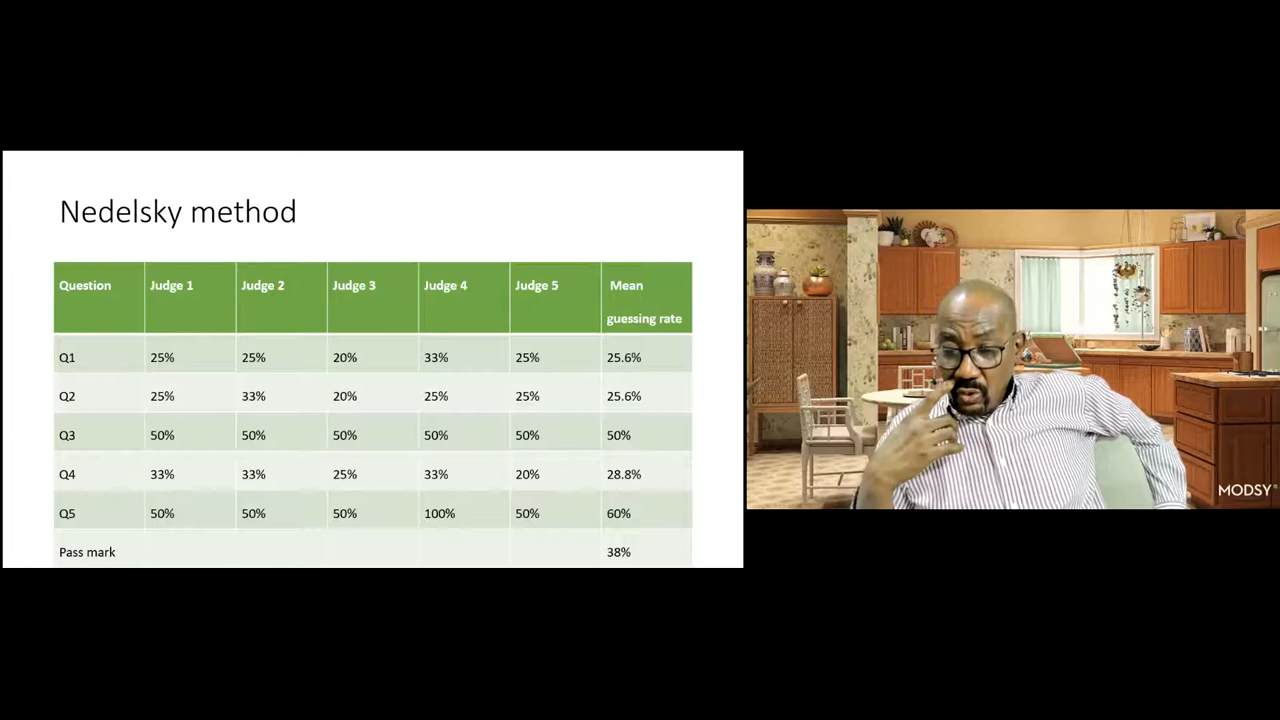 Nedelsky method
Question Judge 1 Judge 2 Judge 3 Judge 4 Judge 5 Mean
guessing rate
Q1 25% 25% 20% 33% 25% 25.6%
Q2 25% 33% 20% 25% 25% 25.6%
Q3 50% 50% 50% 50% 50% 50%
Q4 33% 33% 25% 33% 20% 28.8%
Q5 50% 50% 50% 100% 50% 60%
Pass mark 38%
MODSY